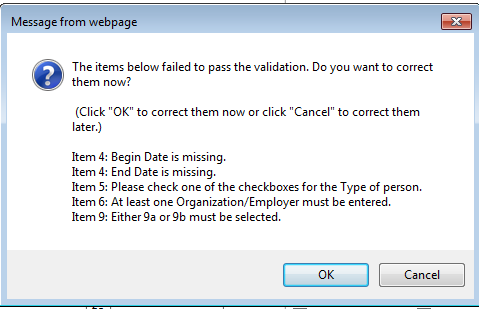 Message from webpage
The items below failed to pass the validation. Do you want to correct
them now?
(Click "OK" to correct them now or click "Cancel" to correct them
later.)
Item 4: Begin Date is missing.
Item 4: End Date is missing.
Item 5: Please check one of the checkboxes for the Type of person.
Item 6: At least one Organization/Employer must be entered.
Item 9: Either 9a or 9b must be selected.
OK
Cancel